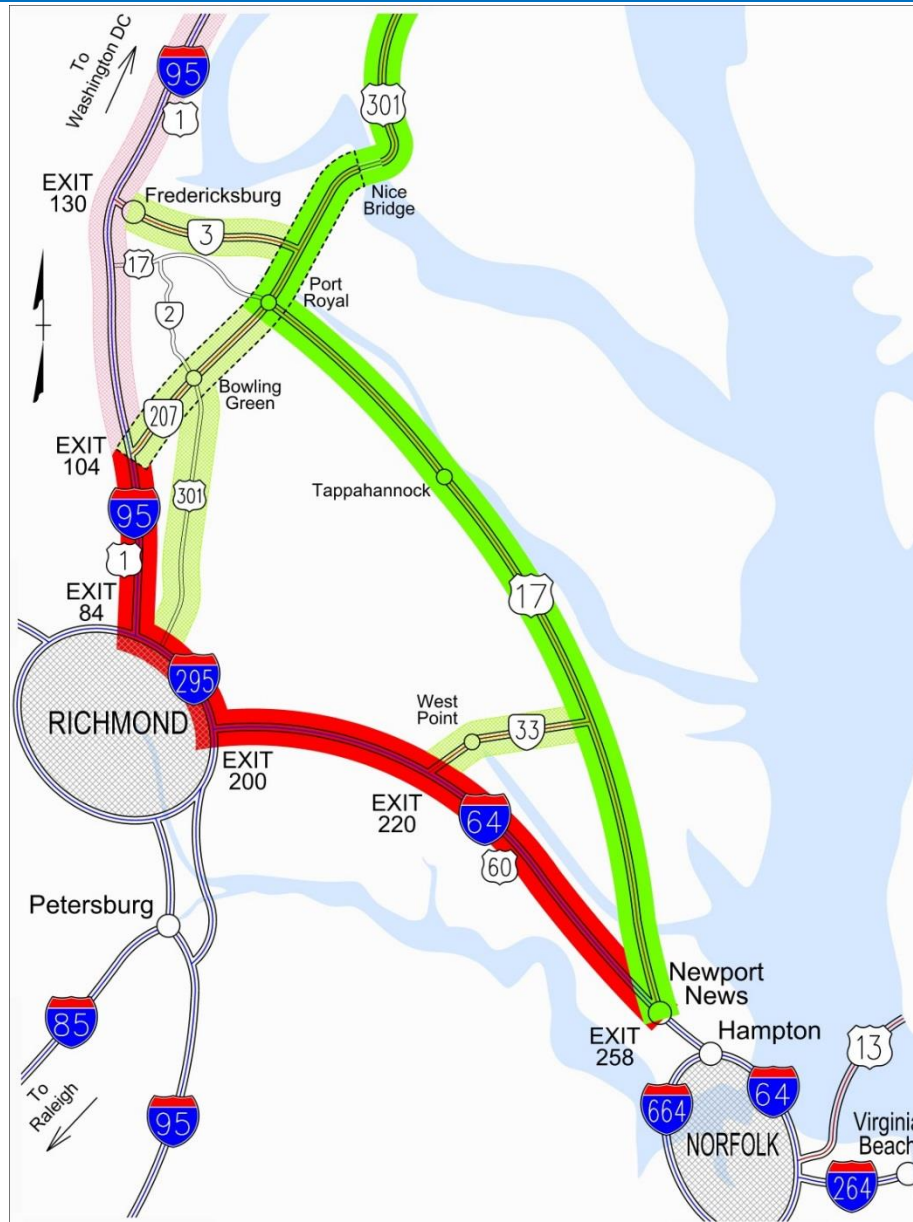 To
Washington DC
95
1
301
EXIT
130
Fredericksburg
3
Nice
Bridge
17
Port
Royal
2
Bowling
Green
207
EXIT
104
Tappahannock
301
95
1
17
EXIT
84
295
West
Point
RICHMOND
33
EXIT
200
EXIT
220
64
60
Petersburg
Newport
News
85
EXIT
258
Hampton
13
To
Raleigh
95
664
64
NORFOLK
Virginia
Beach
264